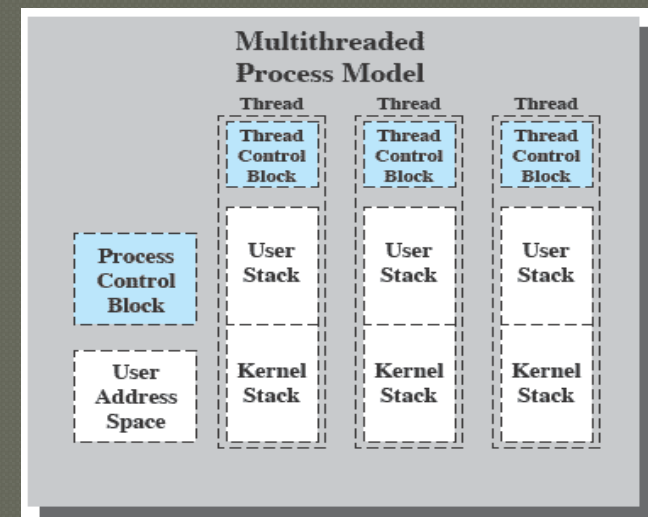 Multithreaded
Process Model
Thread
Thread
Control
Block
User
Stack
Kernel
Stack
Thread
Thread
Control
Block
User
Stack
Kernel
Stack
Thread
Thread
Control
Block
User
Stack
Kernel
Stack
Process
Control
Block
User
Address
Space